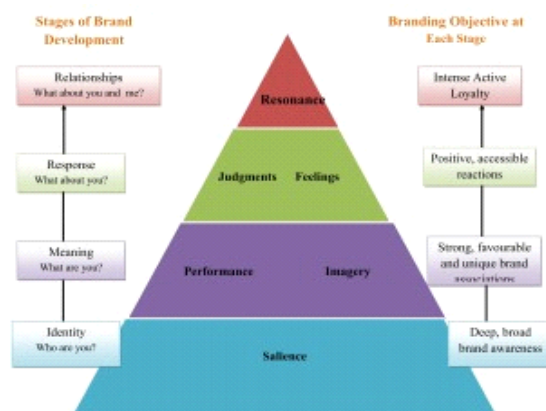 Stages of Brand
Development
Branding Objective at
Each Stage
Relationships
What about you and me?
Intense Active
Loyalty
Resonance
Response
What about you?
Judgments
Feelings
Positive, accessible
reactions
Meaning
What are you?
Performance
Imagery
Strong, favourable
and unique brand
associations
Identity
Who are you?
Salience
Deep, broad
brand awareness